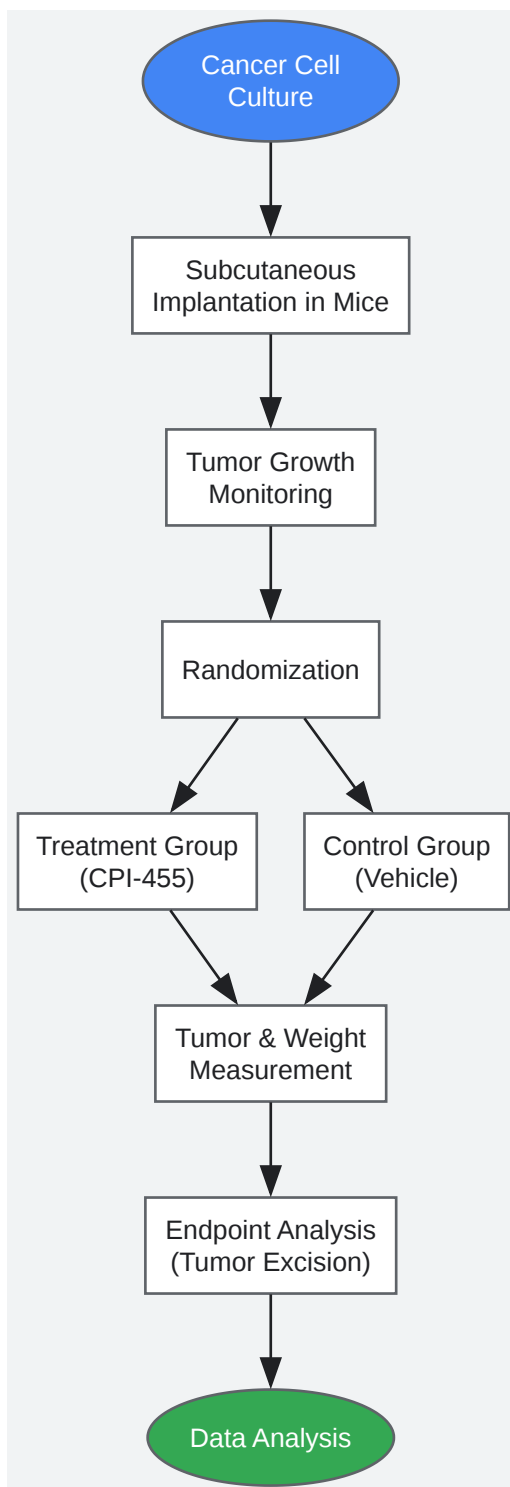 Cancer Cell
Culture
Subcutaneous
Implantation in Mice
Tumor Growth
Monitoring
Randomization
Treatment Group
(CPI-455)
Control Group
(Vehicle)
Tumor & Weight
Measurement
Endpoint Analysis
(Tumor Excision)
Data Analysis